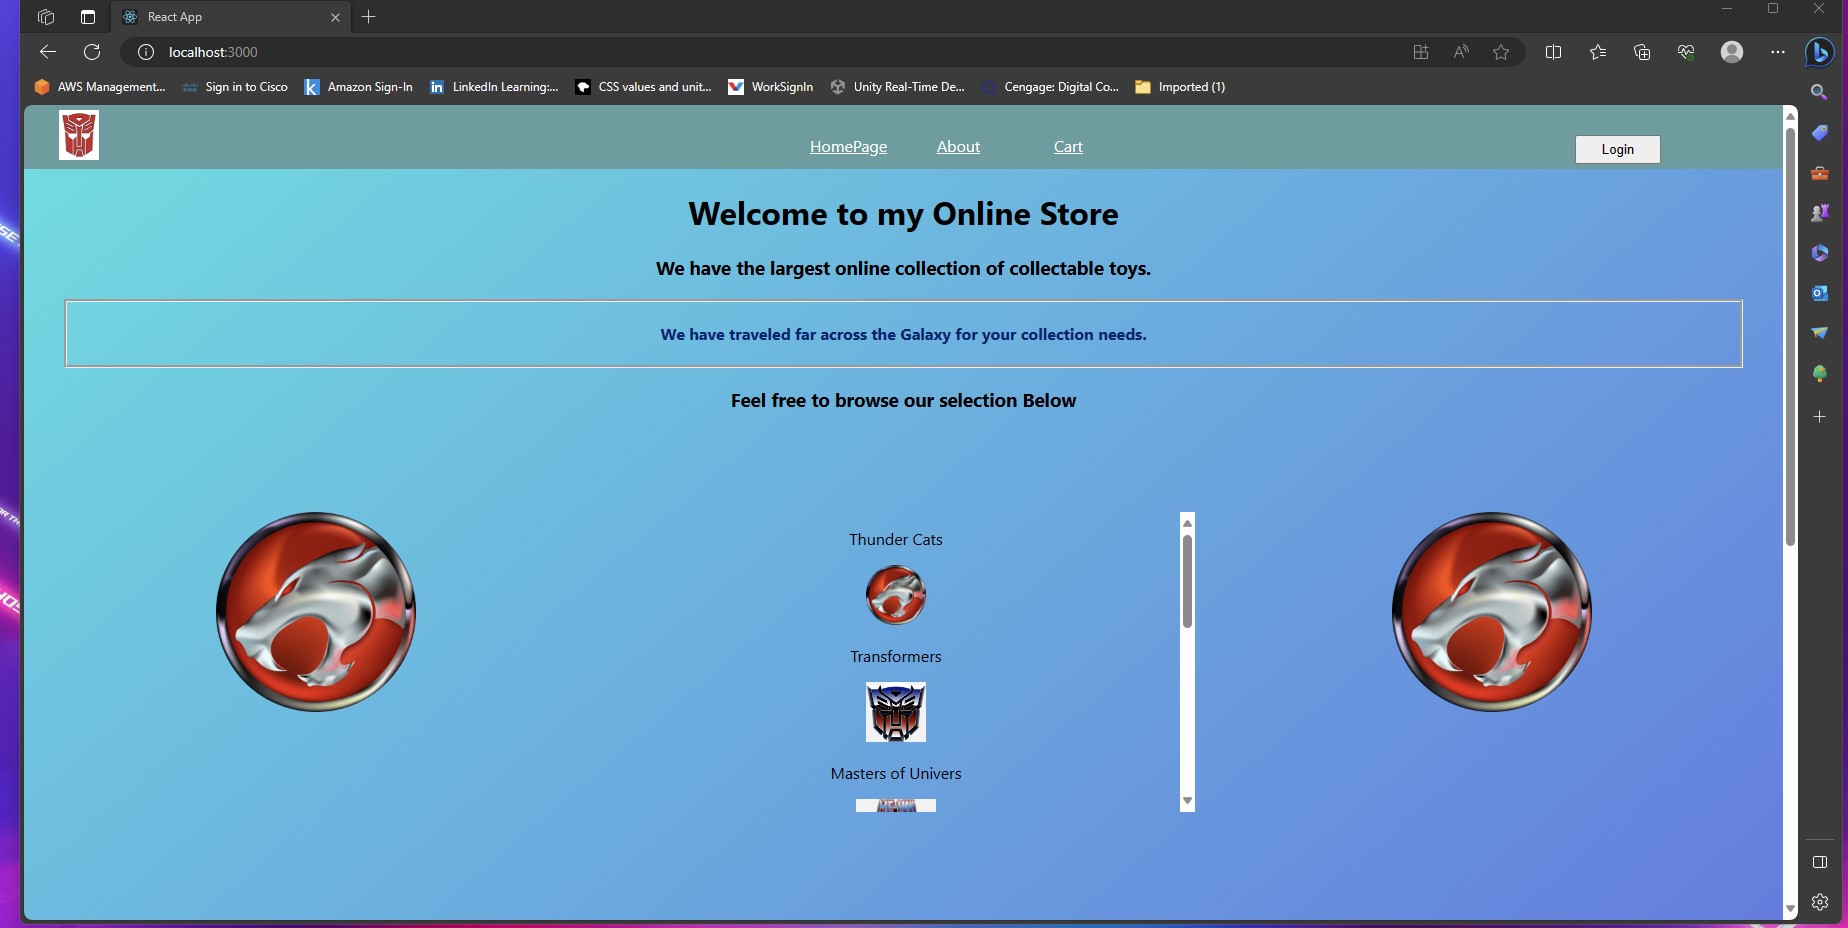 React App
localhost:3000
AWS Management...
Sign in to Cisco
Amazon Sign-In
LinkedIn Learning:...
CSS values and unit...
WorkSignIn
Unity Real-Time De...
Cengage: Digital Co...
Imported (1)
HomePage About Cart
Login
Welcome to my Online Store
We have the largest online collection of collectable toys.
We have traveled far across the Galaxy for your collection needs.
Feel free to browse our selection Below
Thunder Cats
Transformers
Masters of Univers